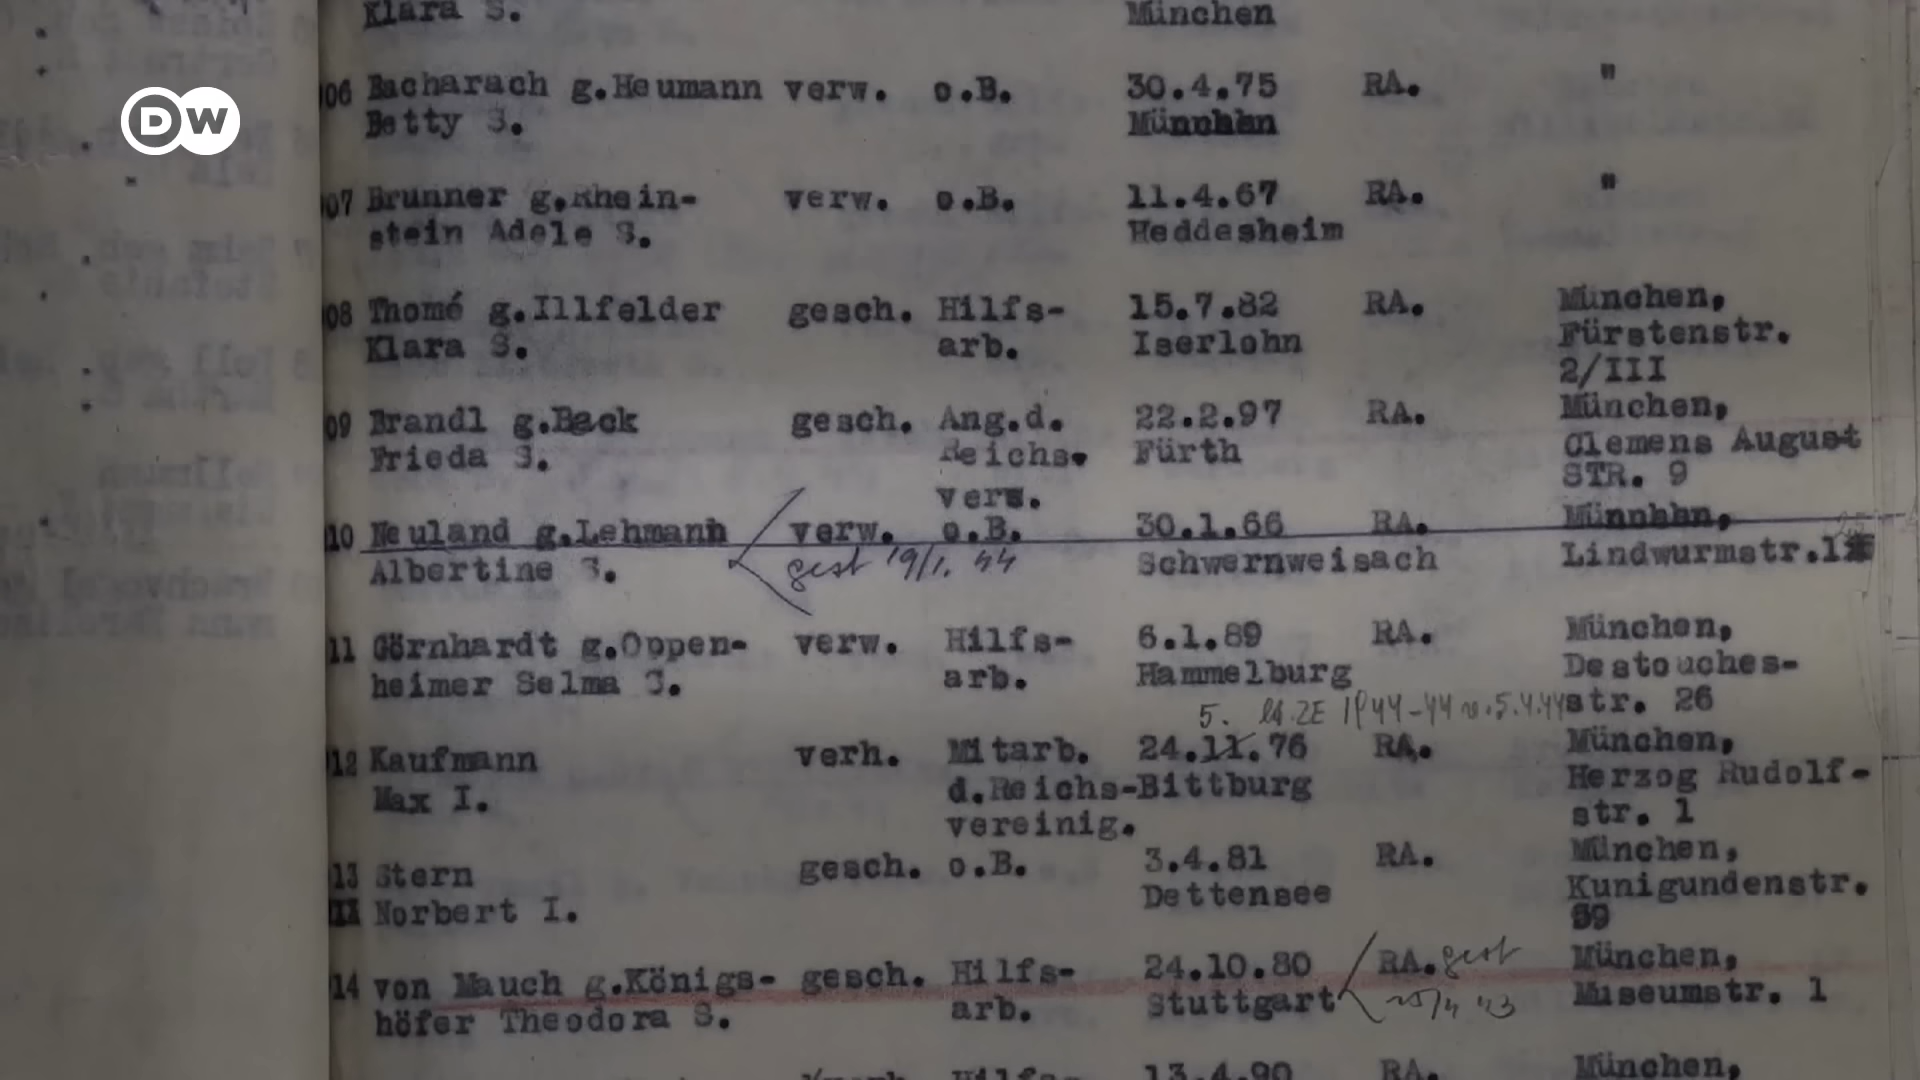 DW
Klara S. München
06 Bacharach g.Heumann verw. o.B. 30.4.75 RA. "
Betty S. München
07 Brunner g.Rhein- verw. o.B. 11.4.67 RA. "
stein Adele S. Heddesheim
08 Thomé g.Illfelder gesch. Hilfs- 15.7.82 RA. München,
Klara S. arb. Iserlohn Fürstenstr.
2/III
09 Brandl g.Back gesch. Ang.d. 22.2.97 RA. München,
Frieda S. Reichs. Fürth Clemens August
vers. STR. 9
10 Neuland g.Lehmann verw. o.B. 30.1.66 RA. München,
Albertine S. gest 19/1. 44 Schwernweisach Lindwurmstr.
11 Görnhardt g.Oppen- verw. Hilfs- 6.1.89 RA. München,
heimer Selma S. arb. Hammelburg Destouches-
5. str. 26
12 Kaufmann verh. Mitarb. 24.11.76 RA. München,
Max I. d.Reichs-Bittburg Herzog Rudolf-
vereinig. str. 1
13 Stern gesch. o.B. 3.4.81 RA. München,
Norbert I. Dettensee Kunigundenstr.
59
14 von Mauch g.Königs- gesch. Hilfs- 24.10.80 RA. gest München,
höfer Theodora S. arb. Stuttgart Museumstr. 1
Hilfs- 13.4.90 RA. München,